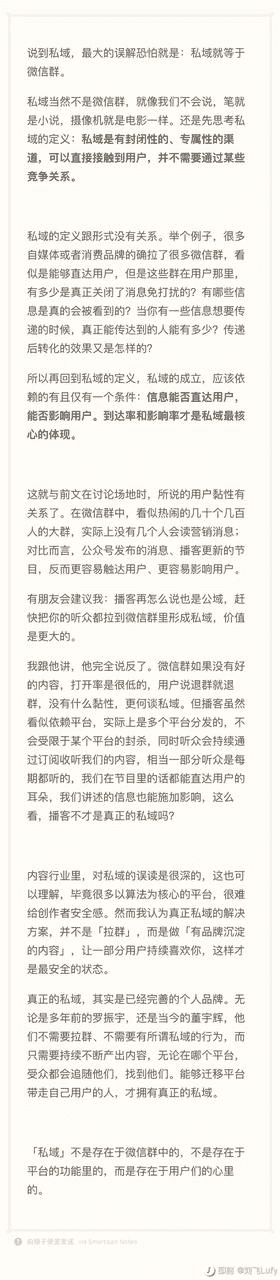 说到私域，最大的误解恐怕就是：私域就等于
微信群。
私域当然不是微信群，就像我们不会说，笔就
是小说，摄像机就是电影一样。还是先思考私
域的定义：私域是有封闭性的、专属性的渠
道，可以直接接触到用户，并不需要通过某些
竞争关系。
私域的定义跟形式没有关系。举个例子，很多
自媒体或者消费品牌的确拉了很多微信群，看
似是能够直达用户，但是这些群在用户那里，
有多少是真正关闭了消息免打扰的？有哪些信
息是真的会被看到的？当你有一些信息想要传
递的时候，真正能传达到的人能有多少？传递
后转化的效果又是怎样的？
所以再回到私域的定义，私域的成立，应该依
赖的有且仅有一个条件：信息能否直达用户，
能否影响用户。到达率和影响率才是私域最核
心的体现。
这就与前文在讨论场地时，所说的用户黏性有
关系了。在微信群中，看似热闹的几十个几百
人的大群，实际上没有几个人会读营销消息；
对比而言，公众号发布的消息、播客更新的节
目，反而更容易触达用户、更容易影响用户。
有朋友会建议我：播客再怎么说也是公域，赶
快把你的听众都拉到微信群里形成私域，价值
是更大的。
我跟他讲，他完全说反了。微信群如果没有好
的内容，打开率是很低的，用户说退群就退
群，没有什么黏性，更何谈私域。但播客虽然
看似依赖平台，实际上是多个平台分发的，不
会受限于某个平台的封杀，同时听众会持续通
过订阅收听我们的内容，相当一部分听众是每
期都听的，我们在节目里的话都能直达用户的
耳朵，我们讲述的信息也能施加影响，这么
看，播客不才是真正的私域吗？
内容行业里，对私域的误读是很深的，这也可
以理解，毕竟很多以算法为核心的平台，很难
给创作者安全感。然而我认为真正私域的解决
方案，并不是「拉群」，而是做「有品牌沉淀
的内容」，让一部分用户持续喜欢你，这样才
是最安全的状态。
真正的私域，其实是已经完善的个人品牌。无
论是多年前的罗振宇，还是当今的董宇辉，他
们不需要拉群、不需要有所谓私域的行为，而
只需要持续不断产出内容，无论在哪个平台，
受众都会追随他们，找到他们。能够迁移平台
带走自己用户的人，才拥有真正的私域。
「私域」不是存在于微信群中的，不是存在于
平台的功能里的，而是存在于用户们的心里
的。
via Smartisan Notes
即刻 @刘飞Lufy